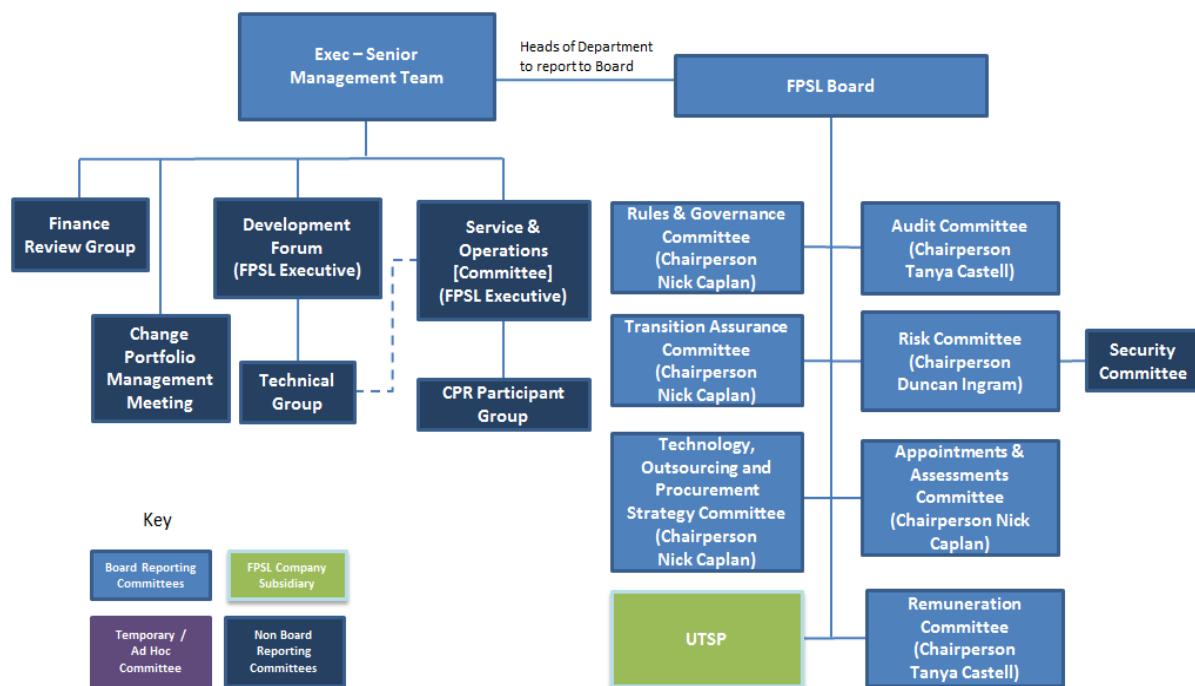 Exec – Senior
Management Team
Heads of Department
to report to Board
FPSL Board
Finance
Review Group
Development
Forum
(FPSL Executive)
Service &
Operations
[Committee]
(FPSL Executive)
Change
Portfolio
Management
Meeting
Technical
Group
CPR Participant
Group
Rules & Governance
Committee
(Chairperson
Nick Caplan)
Audit Committee
(Chairperson
Tanya Castell)
Transition Assurance
Committee
(Chairperson
Nick Caplan)
Risk Committee
(Chairperson
Duncan Ingram)
Security
Committee
Technology,
Outsourcing and
Procurement
Strategy Committee
(Chairperson
Nick Caplan)
Appointments &
Assessments
Committee
(Chairperson Nick
Caplan)
UTSP
Remuneration
Committee
(Chairperson
Tanya Castell)
Key
Board Reporting
Committees
FPSL Company
Subsidiary
Temporary /
Ad Hoc
Committee
Non Board
Reporting
Committees